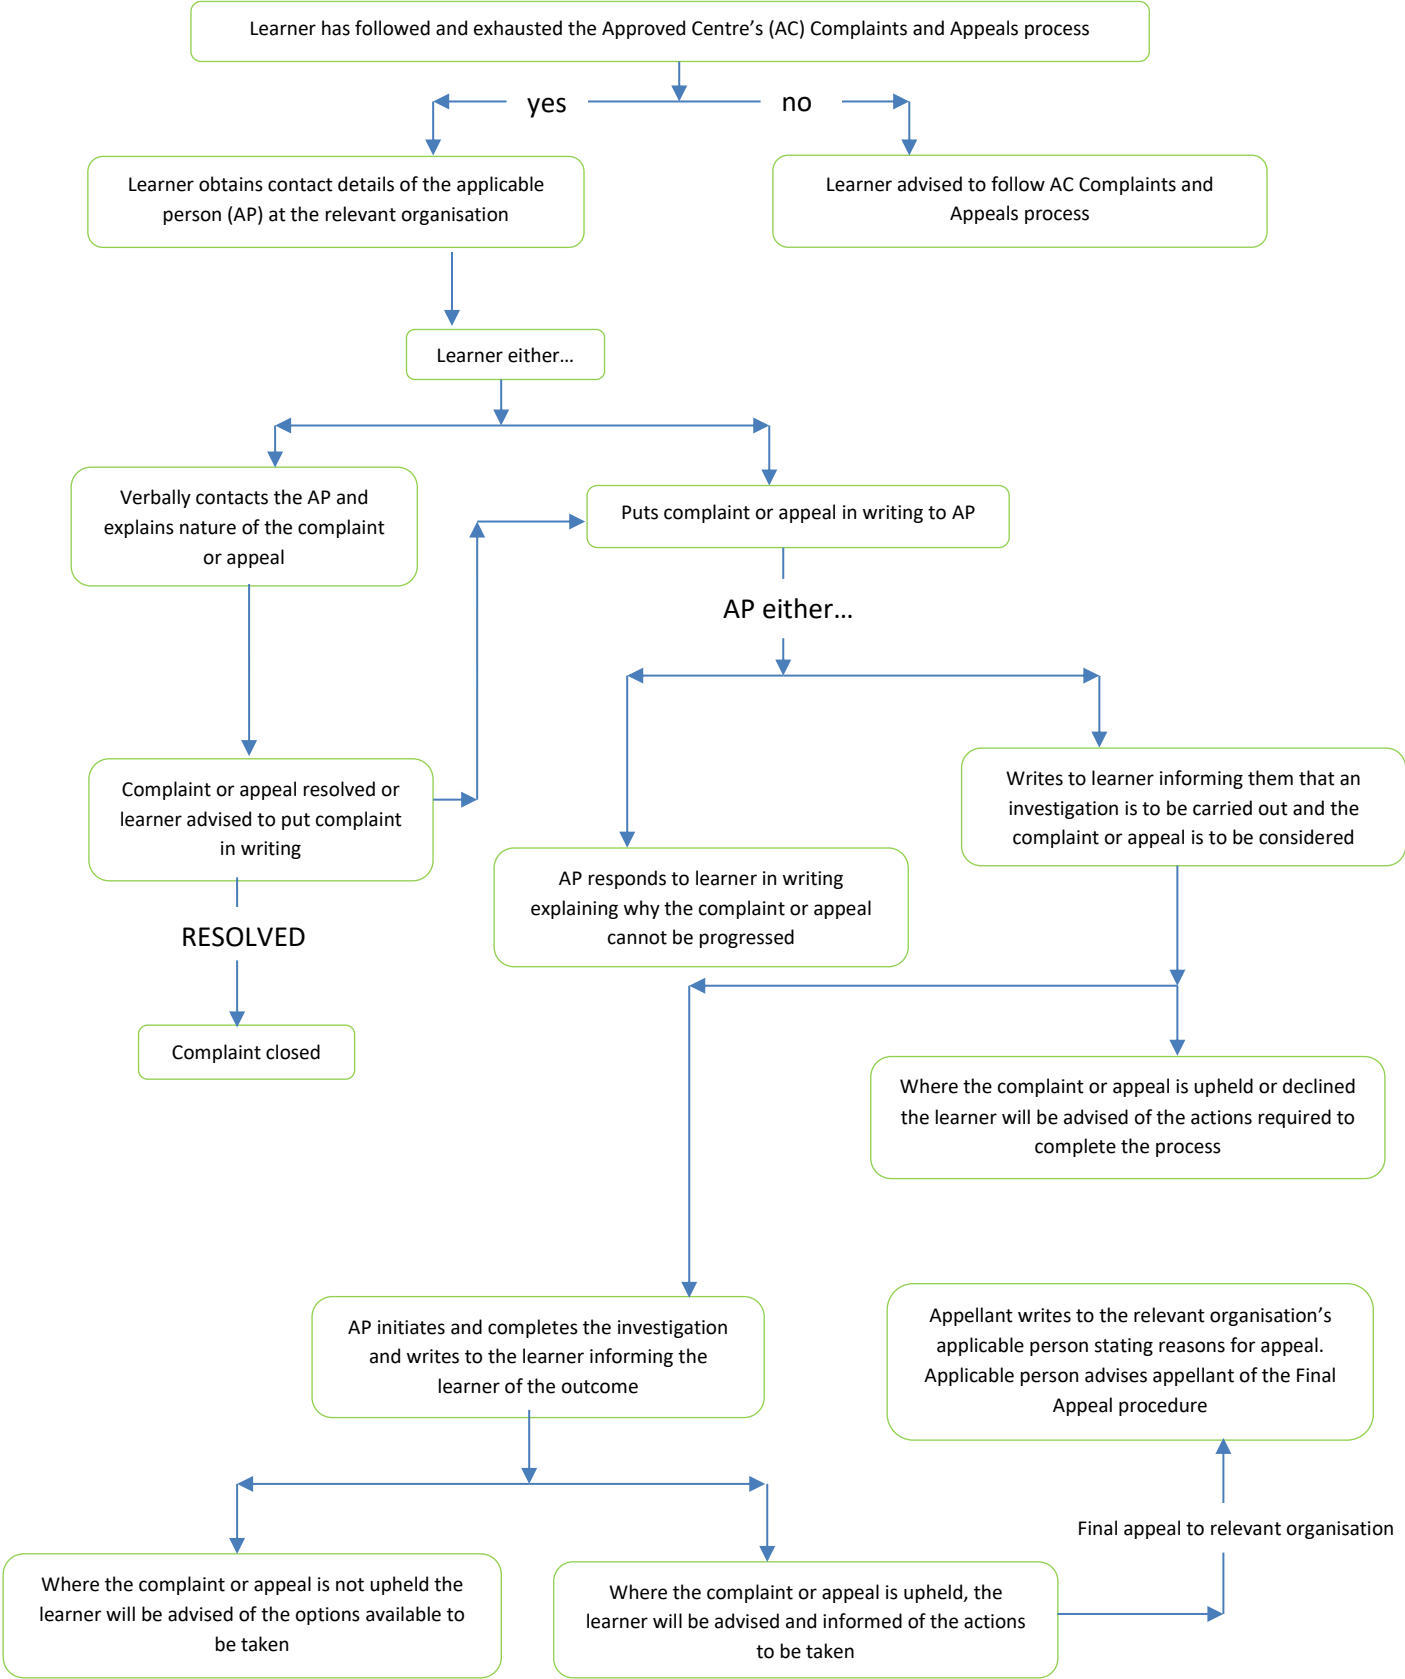 Learner has followed and exhausted the Approved Centre’s (AC) Complaints and Appeals process
yes
no
Learner obtains contact details of the applicable
person (AP) at the relevant organisation
Learner advised to follow AC Complaints and
Appeals process
Learner either…
Verbally contacts the AP and
explains nature of the complaint
or appeal
Puts complaint or appeal in writing to AP
AP either…
Complaint or appeal resolved or
learner advised to put complaint
in writing
Writes to learner informing them that an
investigation is to be carried out and the
complaint or appeal is to be considered
AP responds to learner in writing
explaining why the complaint or appeal
cannot be progressed
RESOLVED
Complaint closed
Where the complaint or appeal is upheld or declined
the learner will be advised of the actions required to
complete the process
AP initiates and completes the investigation
and writes to the learner informing the
learner of the outcome
Appellant writes to the relevant organisation’s
applicable person stating reasons for appeal.
Applicable person advises appellant of the Final
Appeal procedure
Final appeal to relevant organisation
Where the complaint or appeal is not upheld the
learner will be advised of the options available to
be taken
Where the complaint or appeal is upheld, the
learner will be advised and informed of the actions
to be taken